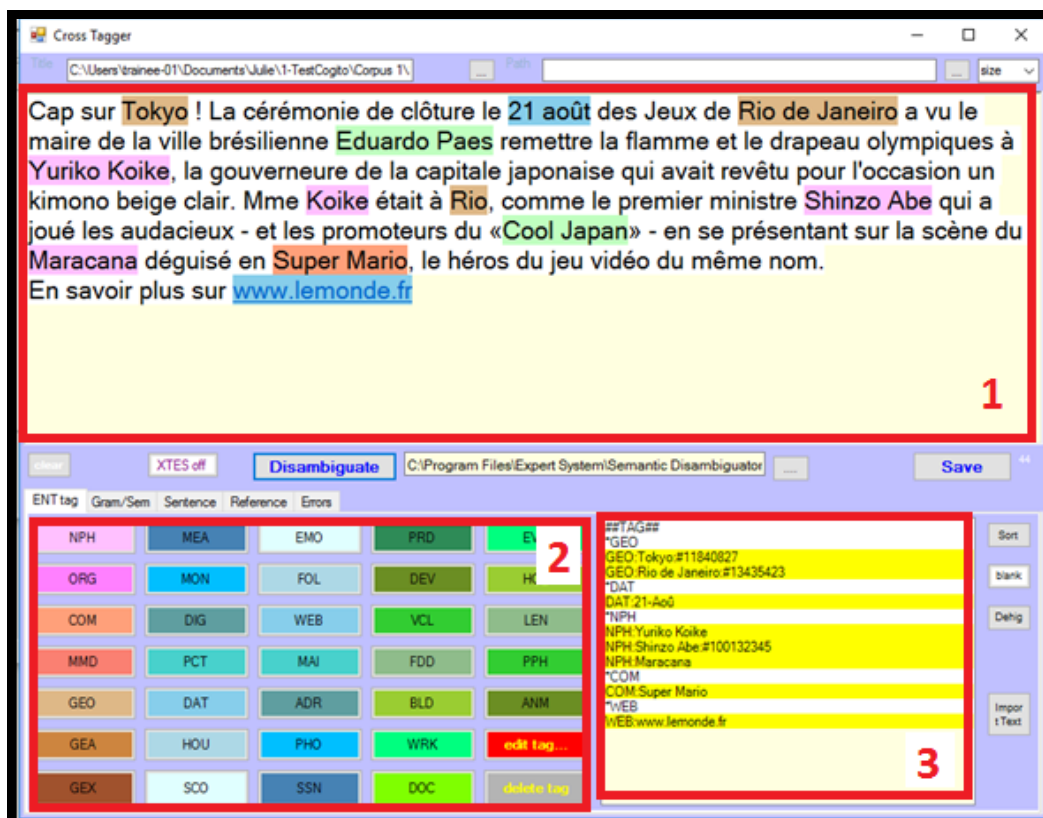 Cross Tagger
Title C:\Users\trainee-01\Documents\Julie\1-TestCogito\Corpus 1\ ... Path ... size
Cap sur Tokyo ! La cérémonie de clôture le 21 août des Jeux de Rio de Janeiro a vu le
maire de la ville brésilienne Eduardo Paes remettre la flamme et le drapeau olympiques à
Yuriko Koike, la gouverneure de la capitale japonaise qui avait revêtu pour l'occasion un
kimono beige clair. Mme Koike était à Rio, comme le premier ministre Shinzo Abe qui a
joué les audacieux - et les promoteurs du «Cool Japan» - en se présentant sur la scène du
Maracana déguisé en Super Mario, le héros du jeu vidéo du même nom.
En savoir plus sur www.lemonde.fr
1
clear XTES off Disambiguate C:\Program Files\Expert System\Semantic Disambiguator ... Save 44
ENT tag Gram/Sem Sentence Reference Errors
NPH MEA EMO PRD
ORG MON FOL DEV
COM DIG WEB VCL LEN
MMD PCT MAI FDD PPH
GEO DAT ADR BLD ANM
GEA HOU PHO WRK edit tag...
GEX SCO SSN DOC delete tag
2
##TAG##
*GEO
GEO:Tokyo:#11840827
GEO:Rio de Janeiro:#13435423
*DAT
DAT:21-Aoû
*NPH
NPH:Yuriko Koike
NPH:Shinzo Abe:#100132345
NPH:Maracana
*COM
COM:Super Mario
*WEB
WEB:www.lemonde.fr
3
Sort
blank
Dehig
Impor
t Text